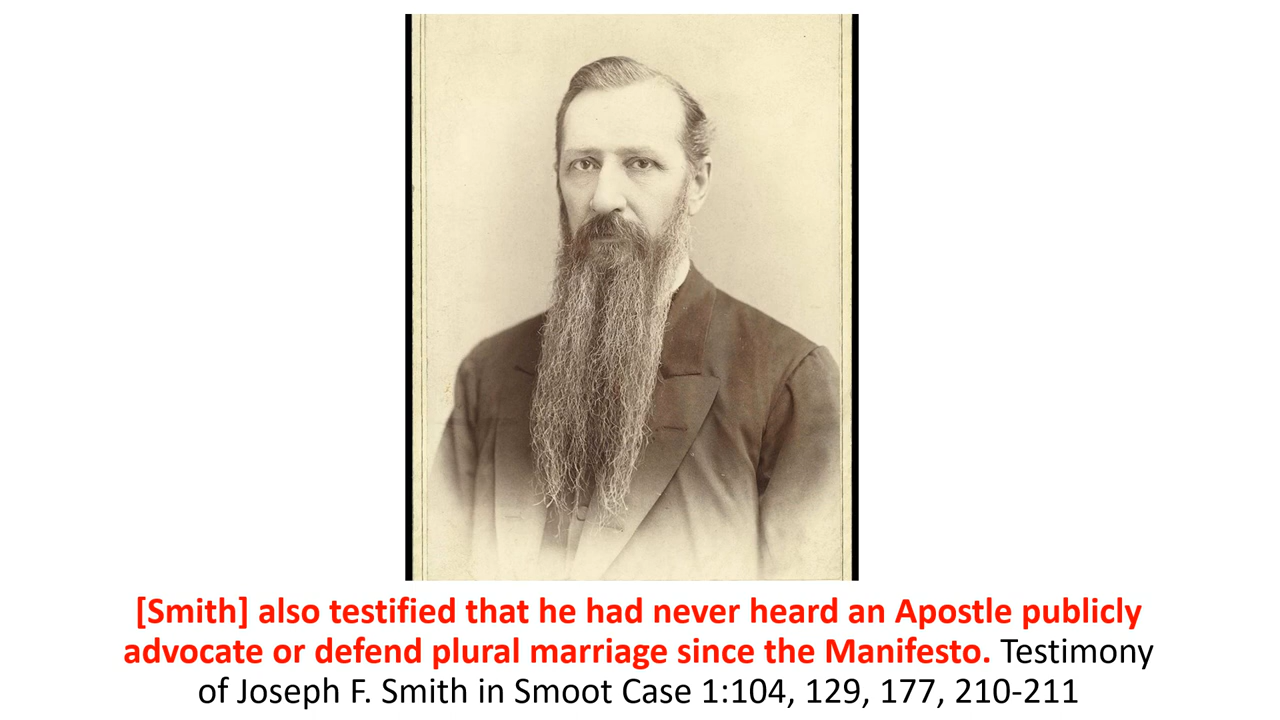 [Smith] also testified that he had never heard an Apostle publicly
advocate or defend plural marriage since the Manifesto. Testimony
of Joseph F. Smith in Smoot Case 1:104, 129, 177, 210-211